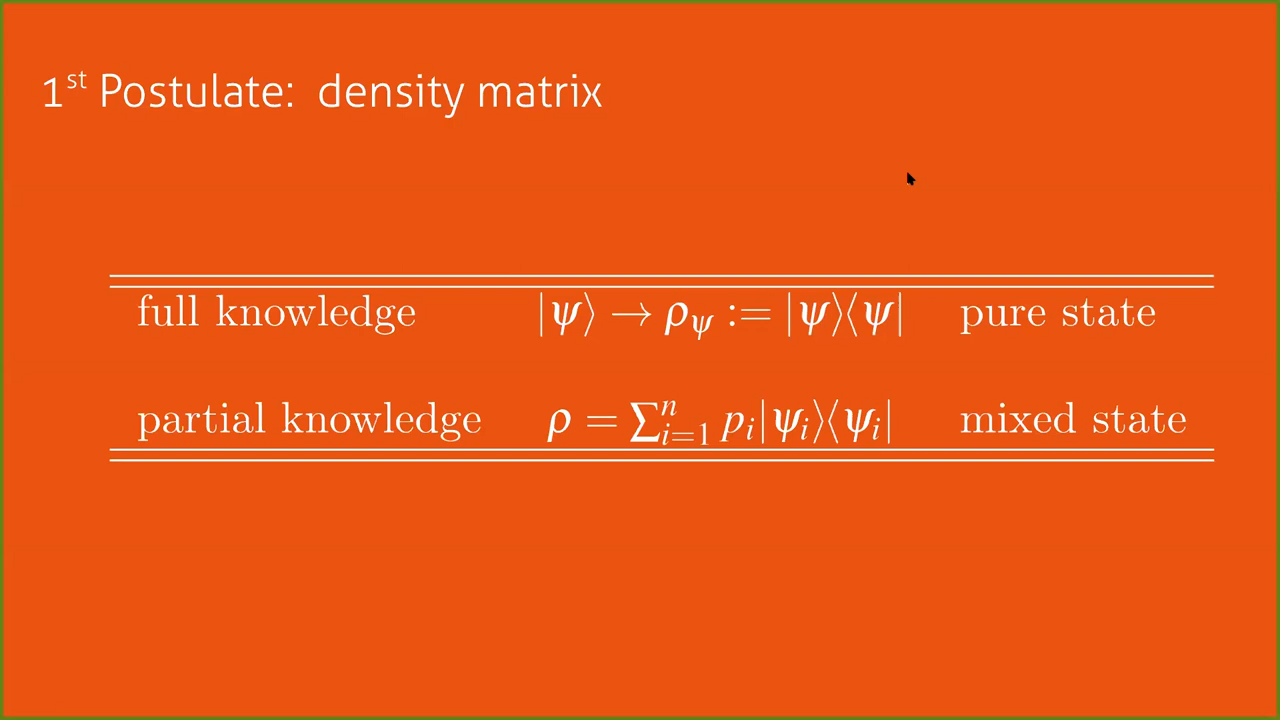 1st Postulate: density matrix
full knowledge |ψ⟩ → ρ_ψ := |ψ⟩⟨ψ| pure state
partial knowledge ρ = ∑_{i=1}^{n} p_i|ψ_i⟩⟨ψ_i| mixed state